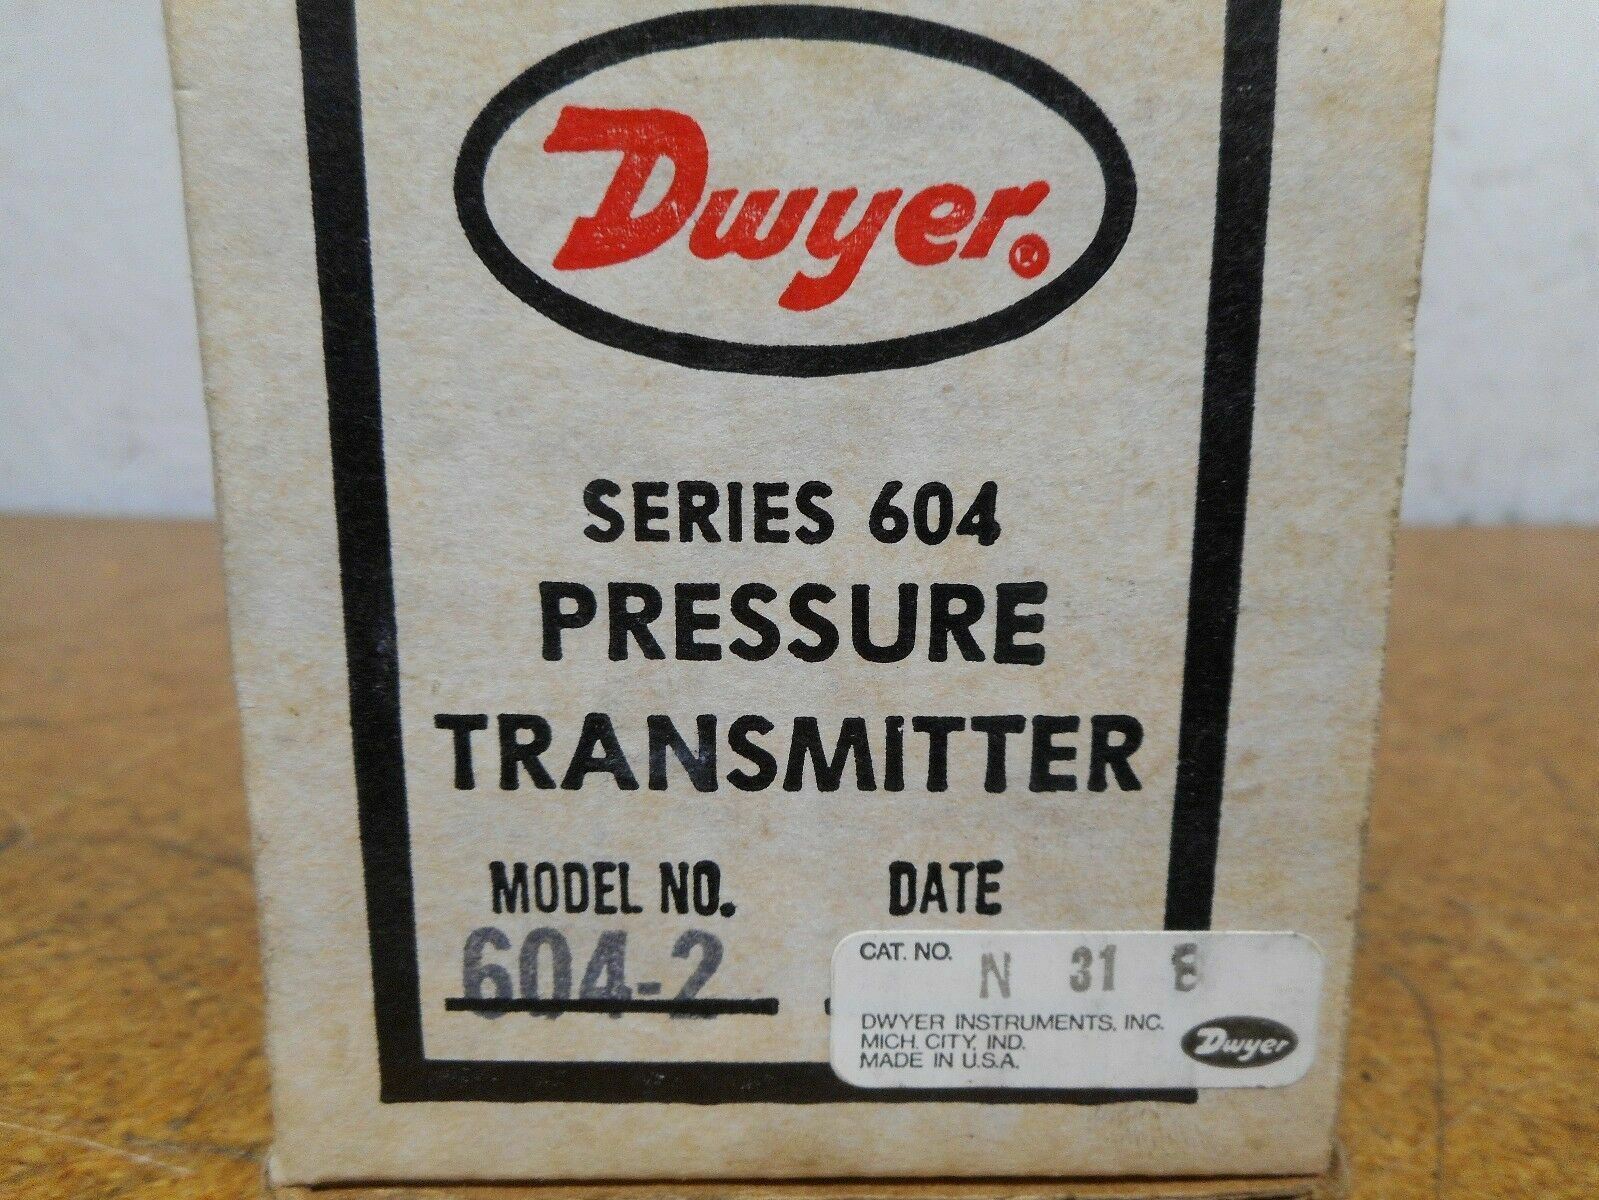 Dwyer®
SERIES 604
PRESSURE
TRANSMITTER
MODEL NO. DATE
604-2
CAT. NO. N 31
DWYER INSTRUMENTS, INC.
MICH. CITY, IND.
MADE IN U.S.A.
Dwyer